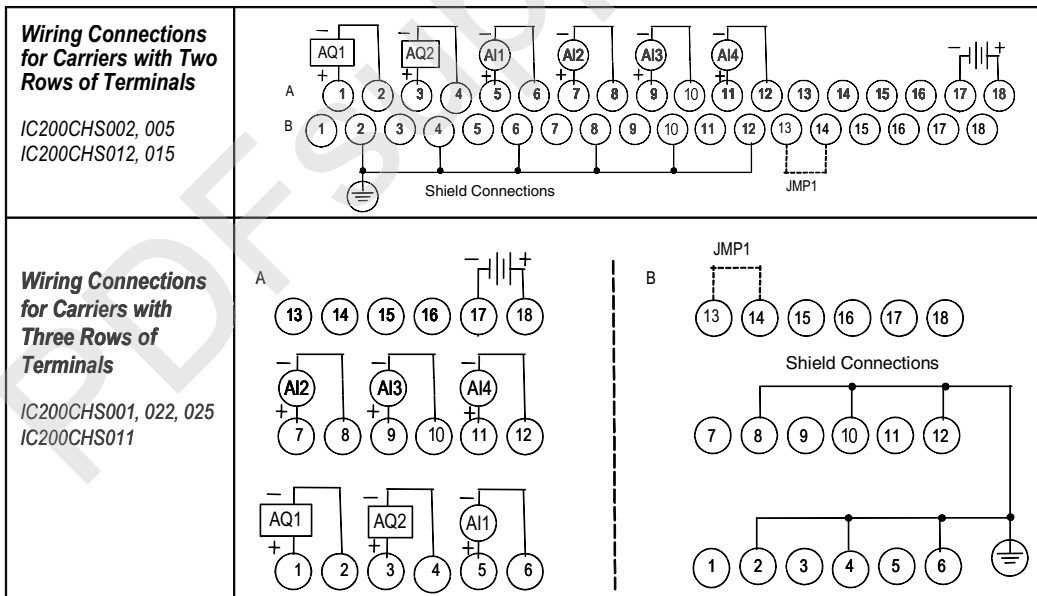 Wiring Connections
for Carriers with Two
Rows of Terminals
IC200CHS002, 005
IC200CHS012, 015
− AQ1 +
− AQ2 +
− AI1 +
− AI2 +
− AI3 +
− AI4 +
− +
A 1 2 3 4 5 6 7 8 9 10 11 12 13 14 15 16 17 18
B 1 2 3 4 5 6 7 8 9 10 11 12 13 14 15 16 17 18
Shield Connections
JMP1
Wiring Connections
for Carriers with
Three Rows of
Terminals
IC200CHS001, 022, 025
IC200CHS011
A
− +
13 14 15 16 17 18
− AI2 +
− AI3 +
− AI4 +
7 8 9 10 11 12
− AQ1 +
− AQ2 +
− AI1 +
1 2 3 4 5 6
B
JMP1
13 14 15 16 17 18
Shield Connections
7 8 9 10 11 12
1 2 3 4 5 6